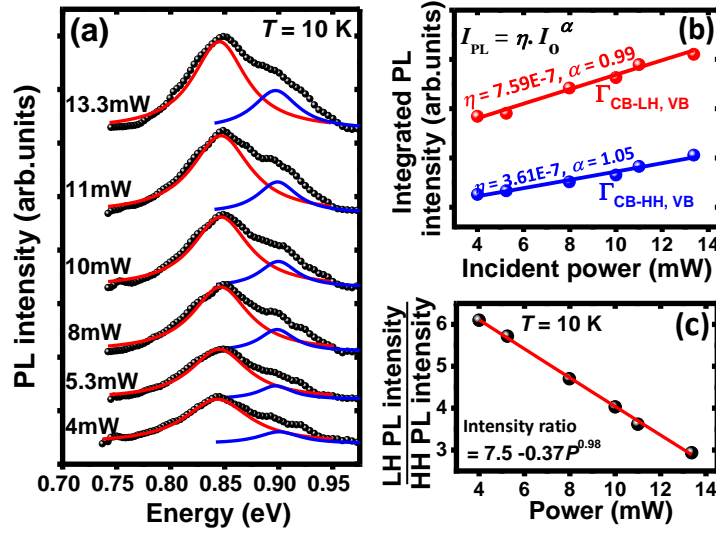 (a)
T = 10 K
13.3mW
11mW
10mW
8mW
5.3mW
4mW
PL intensity (arb.units)
0.70 0.75 0.80 0.85 0.90 0.95
Energy (eV)
(b)
I_PL = η. I_o^α
η = 7.59E-7, α = 0.99
Γ_CB-LH, VB
η = 3.61E-7, α = 1.05
Γ_CB-HH, VB
Integrated PL
intensity (arb.units)
4 6 8 10 12 14
Incident power (mW)
(c)
T = 10 K
6
5
4
3
LH PL intensity
HH PL intensity
Intensity ratio
= 7.5 -0.37P^0.98
4 6 8 10 12 14
Power (mW)